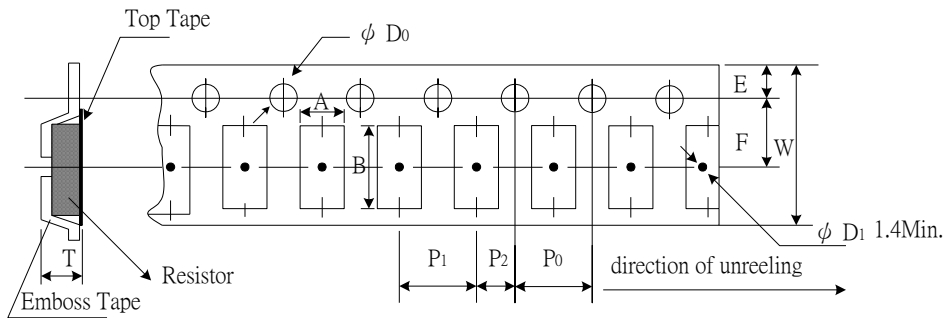 Top Tape
ϕ D0
E
A
F
W
B
ϕ D1 1.4Min.
T
P1
P2
P0
direction of unreeling
Resistor
Emboss Tape